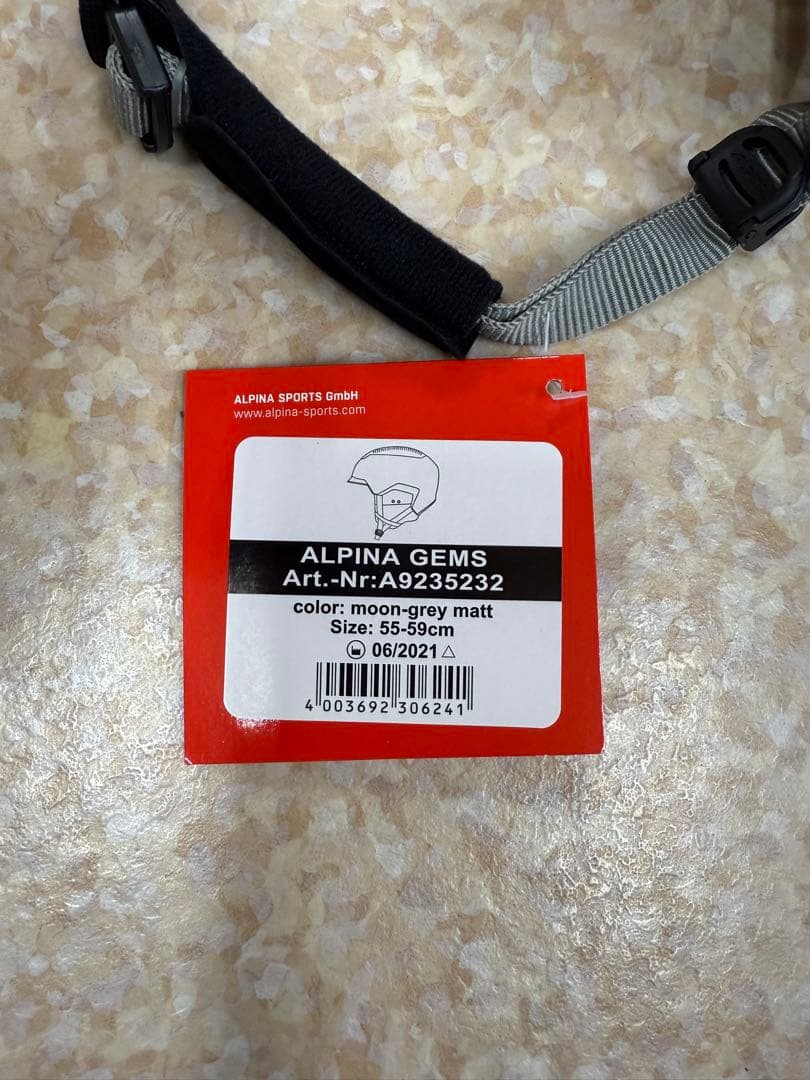 ALPINA SPORTS GmbH
www.alpina-sports.com
ALPINA GEMS
Art.-Nr:A9235232
color: moon-grey matt
Size: 55-59cm
06/2021
4 003692 306241